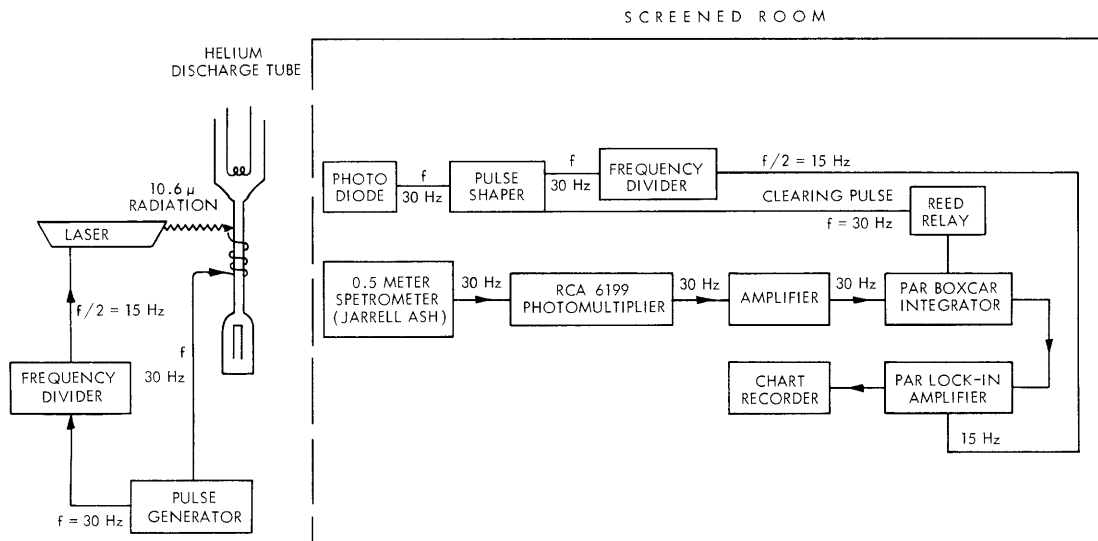 SCREENED ROOM
HELIUM
DISCHARGE TUBE
10.6 μ
RADIATION
LASER
f/2 = 15 Hz
f
30 Hz
FREQUENCY
DIVIDER
PULSE
GENERATOR
f = 30 Hz
PHOTO
DIODE
f
30 Hz
PULSE
SHAPER
f
30 Hz
FREQUENCY
DIVIDER
f/2 = 15 Hz
CLEARING PULSE
f = 30 Hz
REED
RELAY
0.5 METER
SPETROMETER
(JARRELL ASH)
30 Hz
RCA 6199
PHOTOMULTIPLIER
30 Hz
AMPLIFIER
30 Hz
PAR BOXCAR
INTEGRATOR
CHART
RECORDER
PAR LOCK-IN
AMPLIFIER
15 Hz